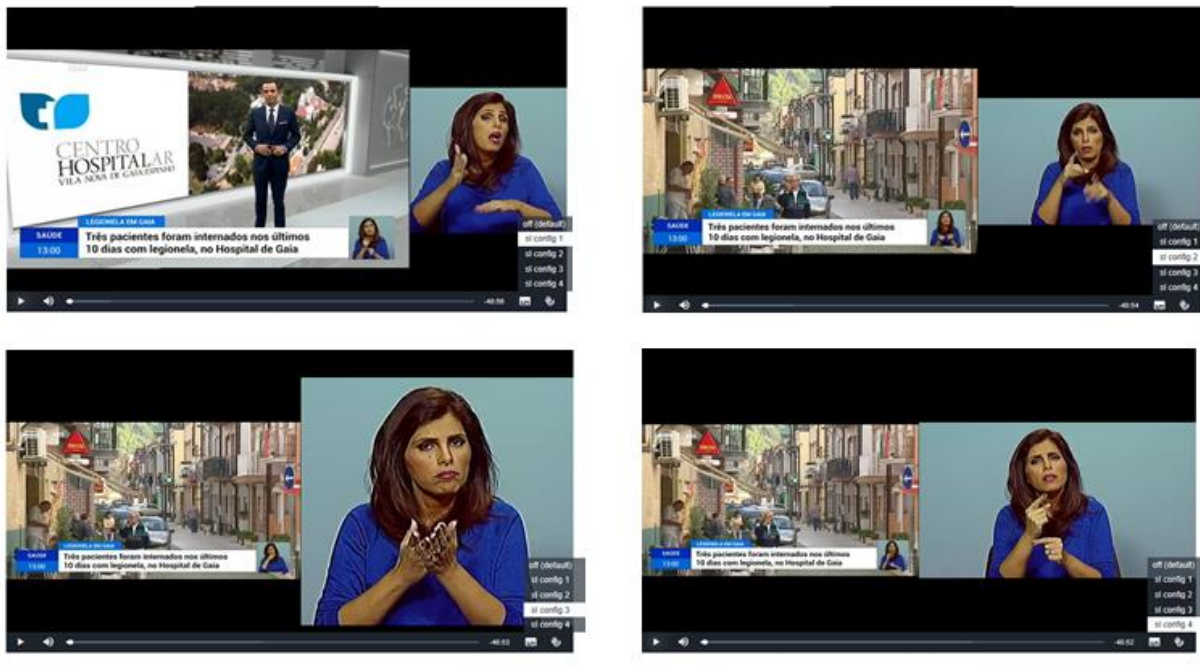 CENTRO
HOSPITALAR
VILA NOVA DE GAIA/ESPINHO
LEGIONELA EM GAIA
SAÚDE
13:00
Três pacientes foram internados nos últimos
10 dias com legionela, no Hospital de Gaia
off (default)
sl config 1
sl config 2
sl config 3
sl config 4
-46:56
LEGIONELA EM GAIA
SAÚDE
13:00
Três pacientes foram internados nos últimos
10 dias com legionela, no Hospital de Gaia
off (default)
sl config 1
sl config 2
sl config 3
sl config 4
-46:54
LEGIONELA EM GAIA
SAÚDE
13:00
Três pacientes foram internados nos últimos
10 dias com legionela, no Hospital de Gaia
off (default)
sl config 1
sl config 2
sl config 3
sl config 4
-46:53
LEGIONELA EM GAIA
SAÚDE
13:00
Três pacientes foram internados nos últimos
10 dias com legionela, no Hospital de Gaia
off (default)
sl config 1
sl config 2
sl config 3
sl config 4
-46:52